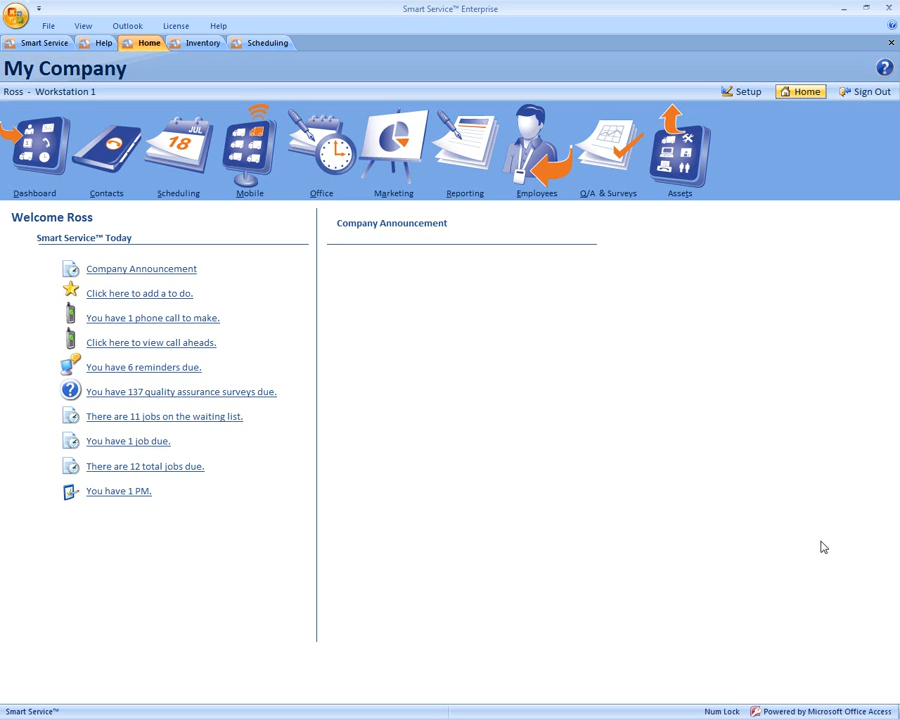 Smart Service™ Enterprise
File View Outlook License Help
Smart Service Help Home Inventory Scheduling
My Company
Ross - Workstation 1 Setup Home Sign Out
JUL
18
Dashboard Contacts Scheduling Mobile Office Marketing Reporting Employees Q/A & Surveys Assets
Welcome Ross
Smart Service™ Today
Company Announcement
Company Announcement
Click here to add a to do.
You have 1 phone call to make.
Click here to view call aheads.
You have 6 reminders due.
You have 137 quality assurance surveys due.
There are 11 jobs on the waiting list.
You have 1 job due.
There are 12 total jobs due.
You have 1 PM.
Smart Service™ Num Lock Powered by Microsoft Office Access